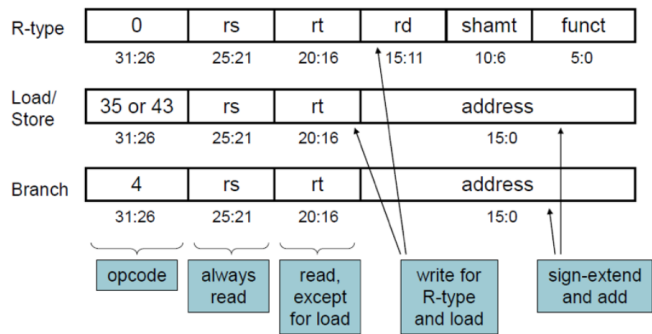 R-type 0 rs rt rd shamt funct
31:26 25:21 20:16 15:11 10:6 5:0
Load/
Store 35 or 43 rs rt address
31:26 25:21 20:16 15:0
Branch 4 rs rt address
31:26 25:21 20:16 15:0
opcode
always
read
read,
except
for load
write for
R-type
and load
sign-extend
and add